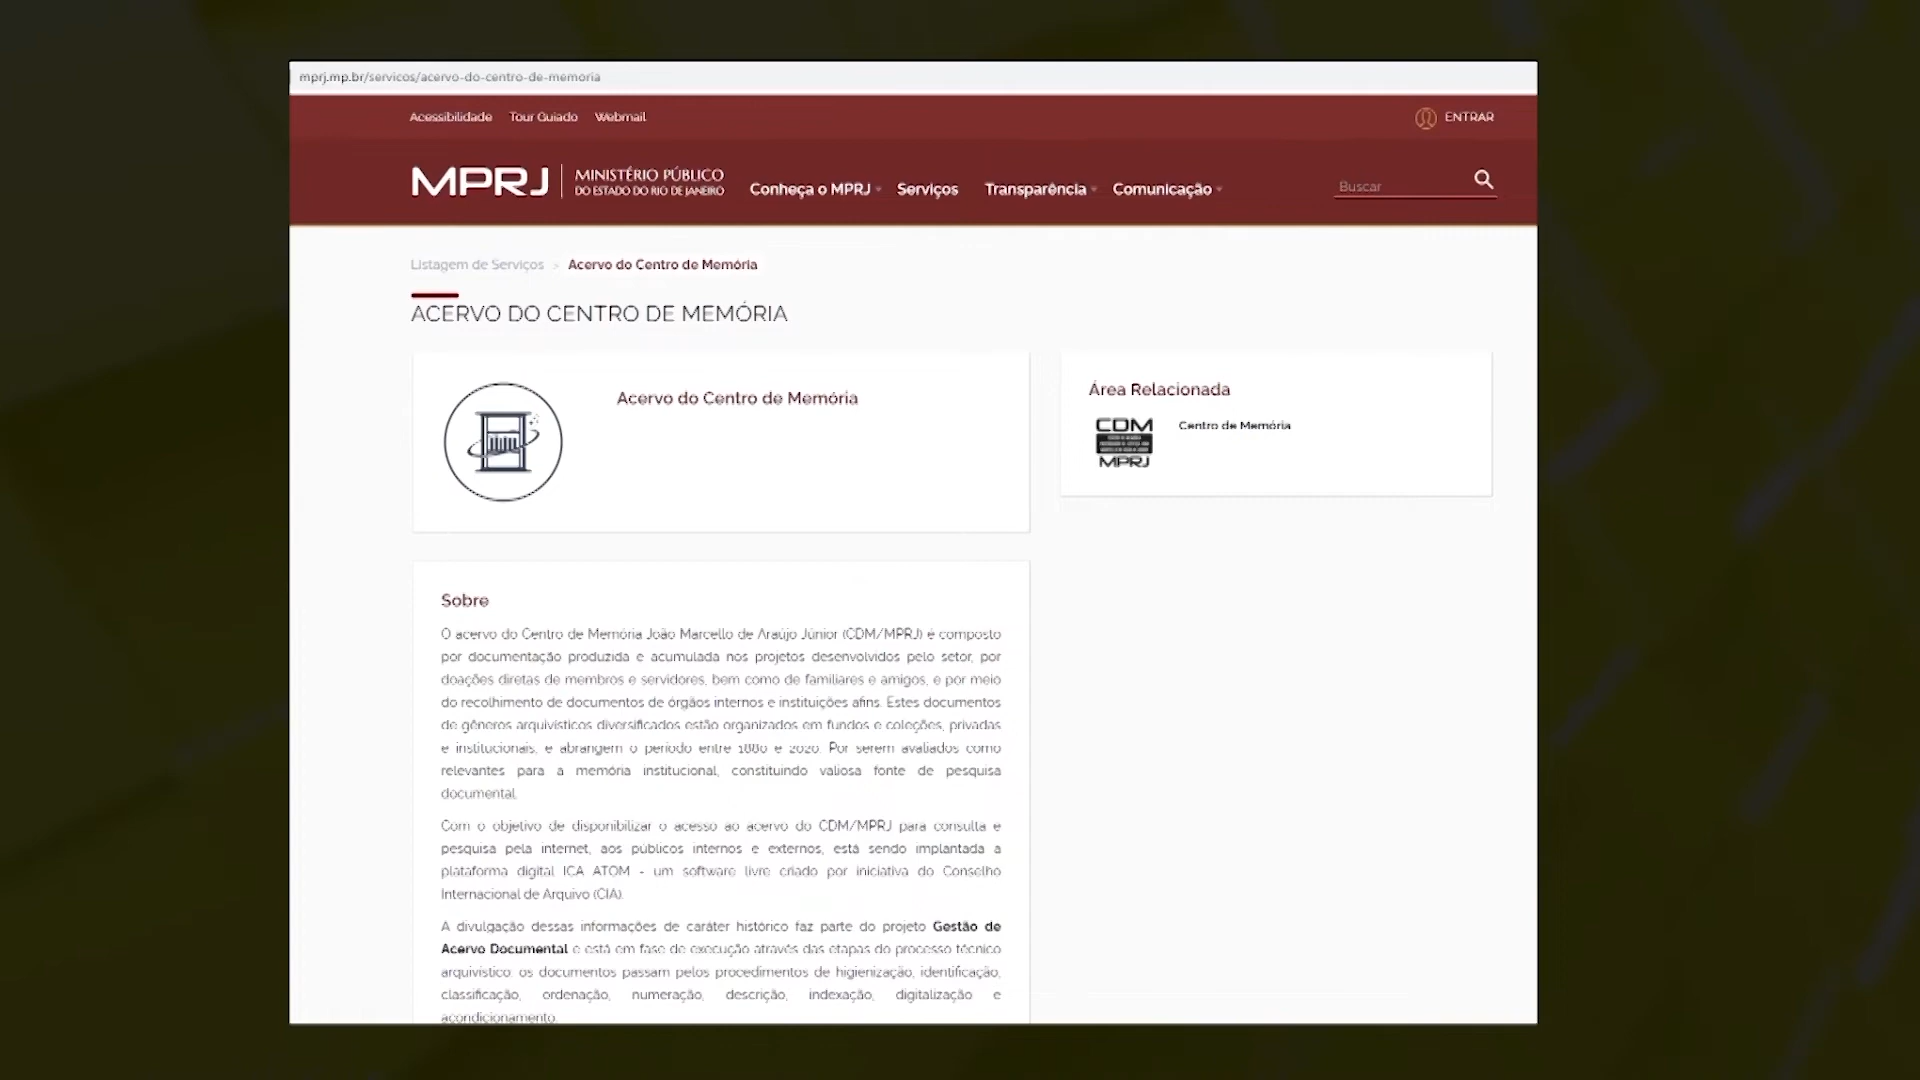 mprj.mp.br/servicos/acervo-do-centro-de-memoria
Acessibilidade Tour Guiado Webmail ENTRAR
MPRJ MINISTÉRIO PÚBLICO
DO ESTADO DO RIO DE JANEIRO
Conheça o MPRJ Serviços Transparência Comunicação Buscar
Listagem de Serviços > Acervo do Centro de Memória
ACERVO DO CENTRO DE MEMÓRIA
Acervo do Centro de Memória
Área Relacionada
CDM
MPRJ
Centro de Memória
Sobre
O acervo do Centro de Memória João Marcello de Araújo Júnior (CDM/MPRJ) é composto
por documentação produzida e acumulada nos projetos desenvolvidos pelo setor, por
doações diretas de membros e servidores, bem como de familiares e amigos, e por meio
do recolhimento de documentos de órgãos internos e instituições afins. Estes documentos
de gêneros arquivísticos diversificados estão organizados em fundos e coleções, privadas
e institucionais, e abrangem o período entre 1880 e 2020. Por serem avaliados como
relevantes para a memória institucional, constituindo valiosa fonte de pesquisa
documental.
Com o objetivo de disponibilizar o acesso ao acervo do CDM/MPRJ para consulta e
pesquisa pela internet, aos públicos internos e externos, está sendo implantada a
plataforma digital ICA ATOM - um software livre criado por iniciativa do Conselho
Internacional de Arquivo (CIA).
A divulgação dessas informações de caráter histórico faz parte do projeto Gestão de
Acervo Documental e está em fase de execução através das etapas do processo técnico
arquivístico: os documentos passam pelos procedimentos de higienização, identificação,
classificação, ordenação, numeração, descrição, indexação, digitalização e
acondicionamento.